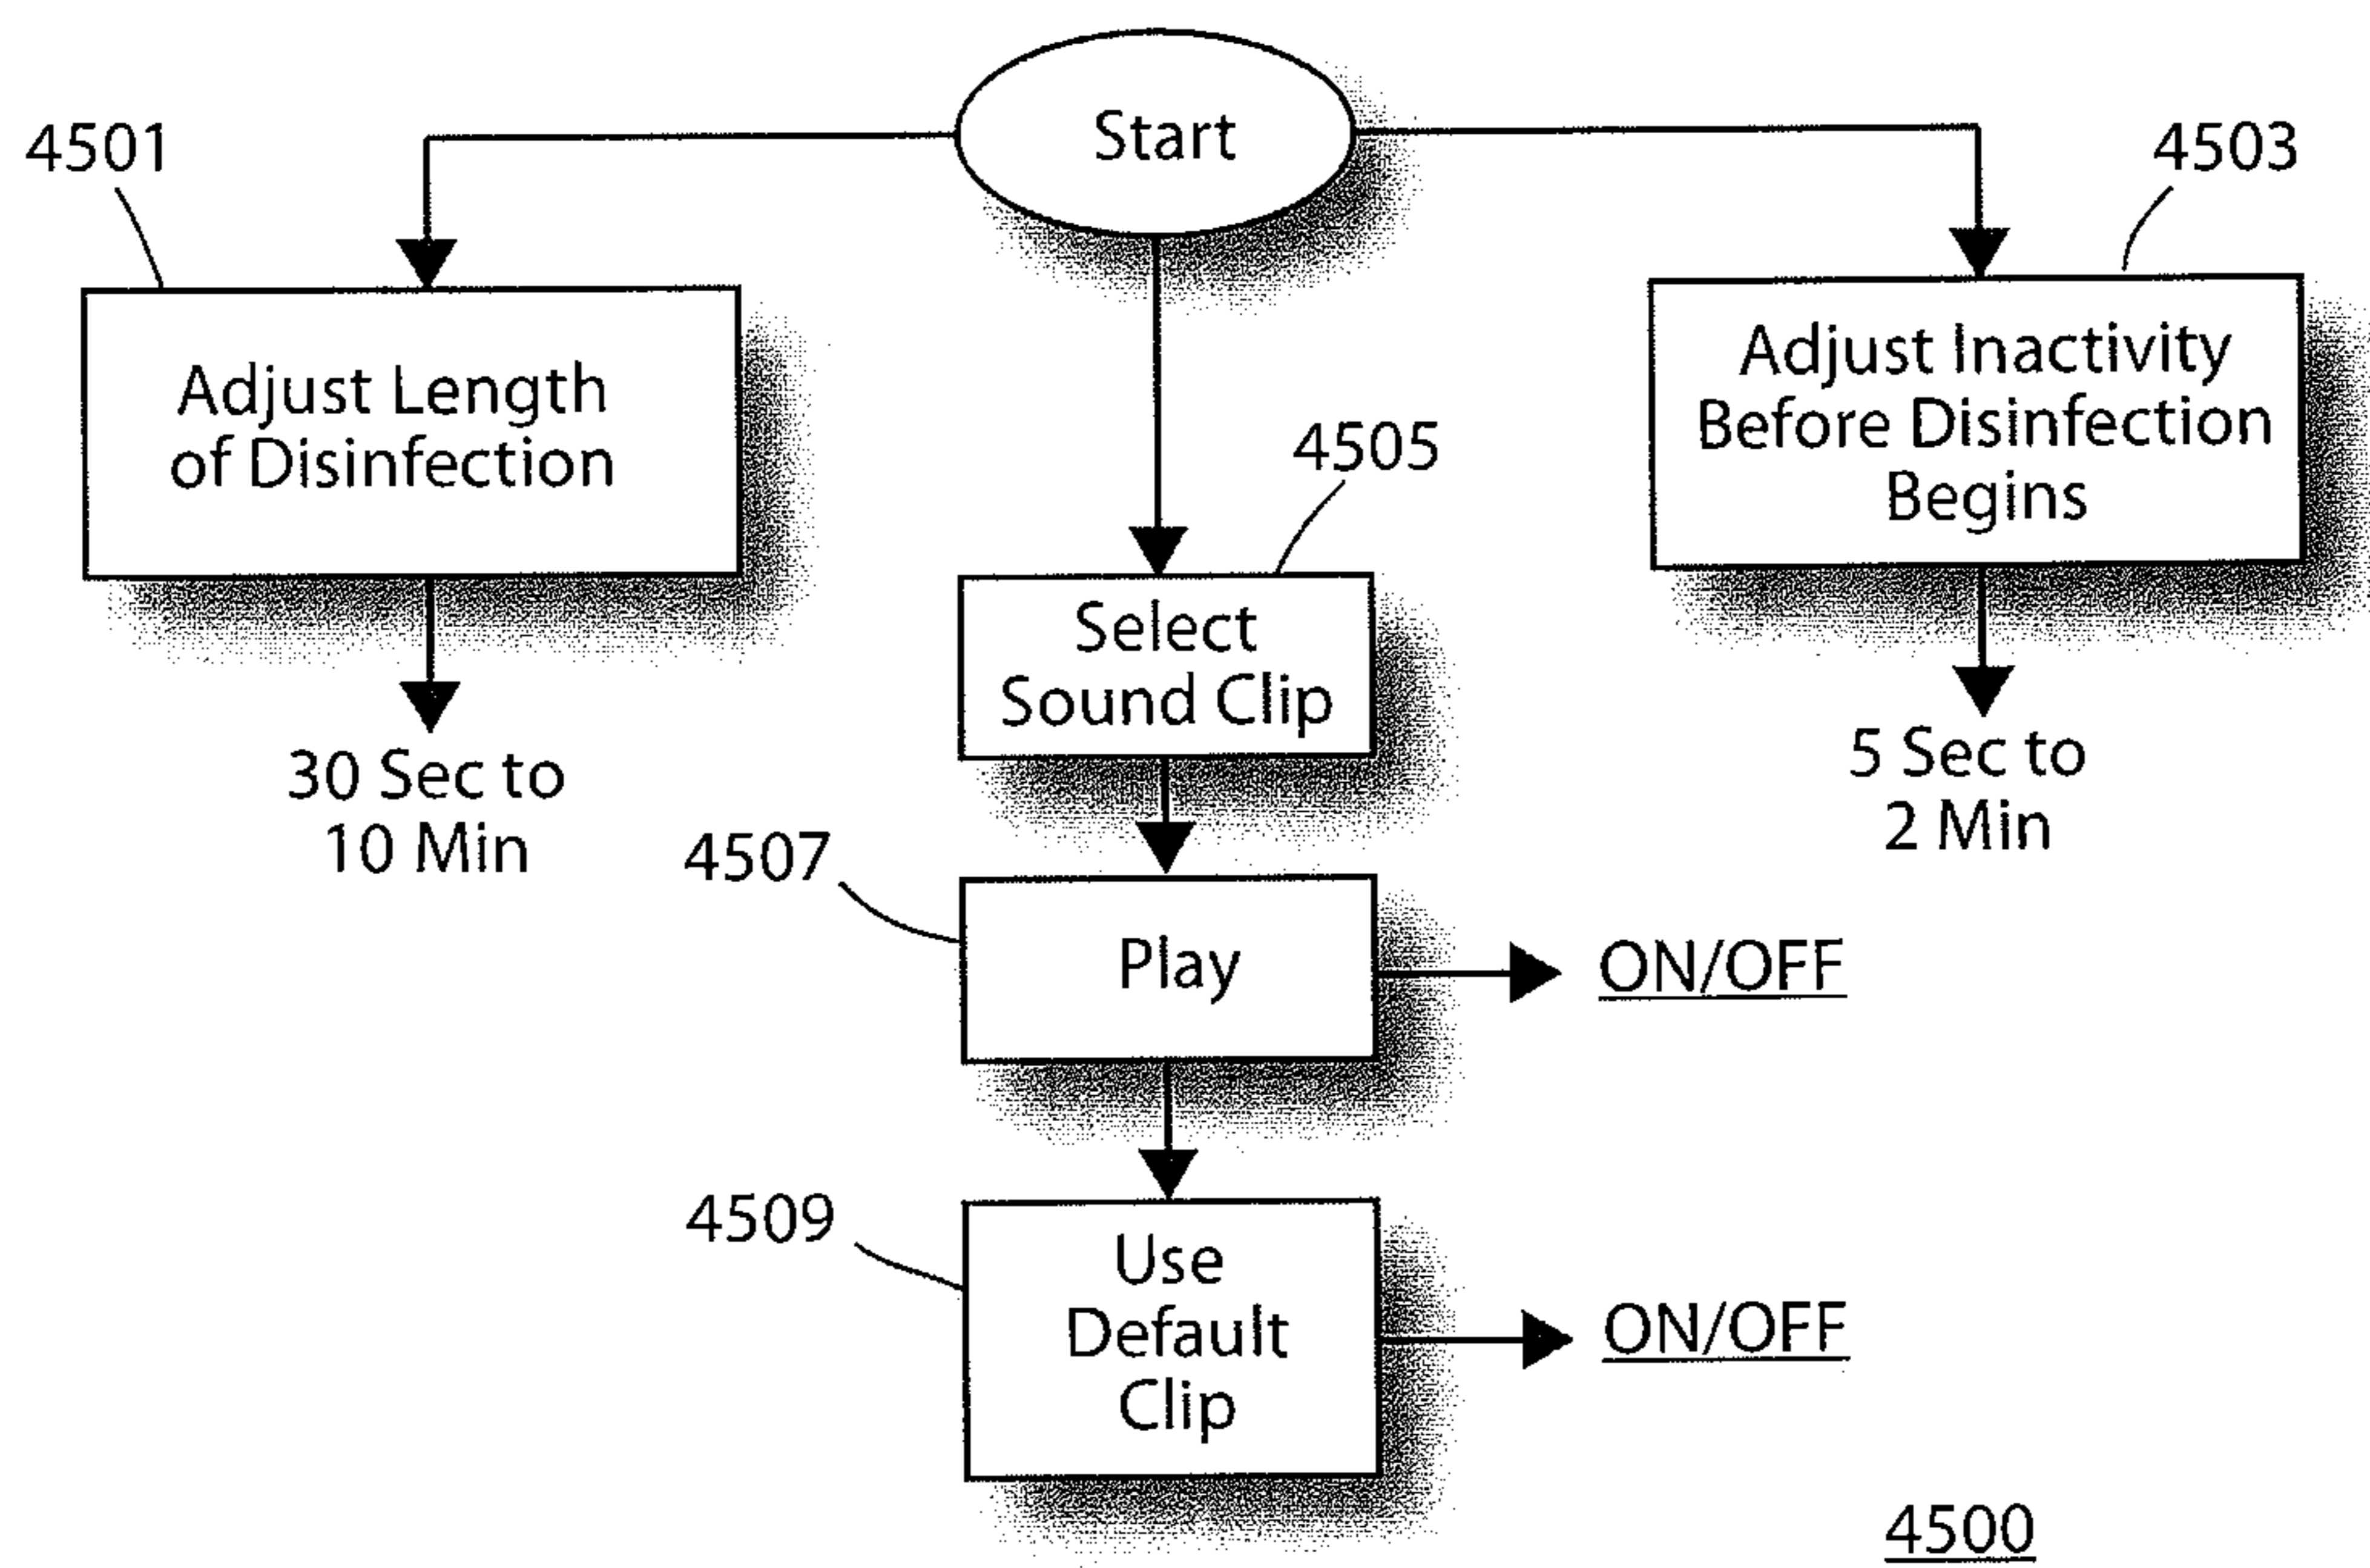 Start
4501
4503
Adjust Length
of Disinfection
Adjust Inactivity
Before Disinfection
Begins
4505
Select
Sound Clip
30 Sec to
10 Min
5 Sec to
2 Min
4507
Play
ON/OFF
4509
Use
Default
Clip
ON/OFF
4500